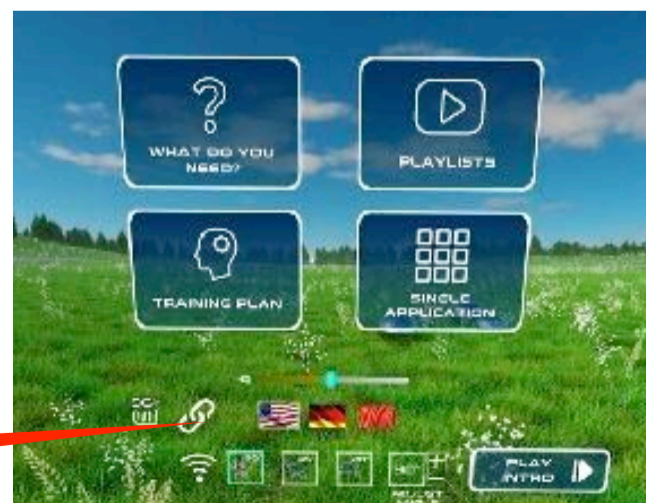 WHAT DO YOU
NEED?
PLAYLISTS
TRAINING PLAN
SINGLE
APPLICATION
PLAY
INTRO